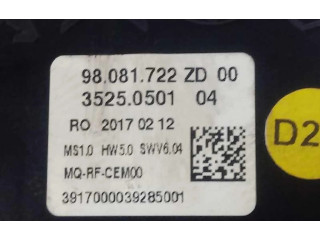 98.081.722 ZD 00
3525.0501 04
RO 2017 02 12
MS1.0 HW5.0 SWV6.04
MQ-RF-CEM00
3917000039285001
D2